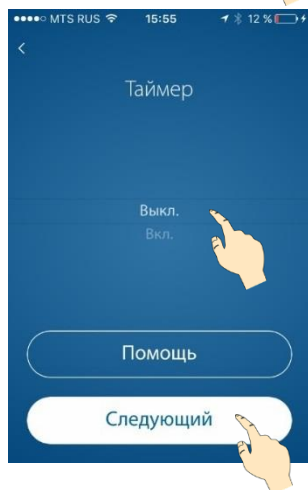 MTS RUS 15:55 12 %
Таймер
Выкл.
Вкл.
Помощь
Следующий